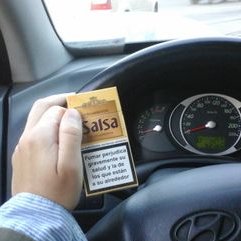 Salsa
Fumar perjudica
gravemente su
salud y la de
los que están
a su alrededor